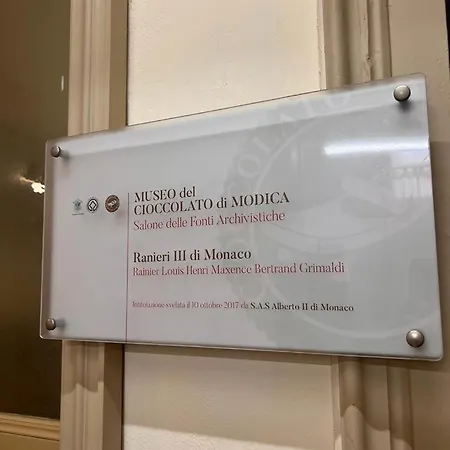 MUSEO del
CIOCCOLATO di MODICA
Salone delle Fonti Archivistiche
Ranieri III di Monaco
Rainier Louis Henri Maxence Bertrand Grimaldi
Intitolazione svelata il 10 ottobre 2017 da S.A.S Alberto II di Monaco